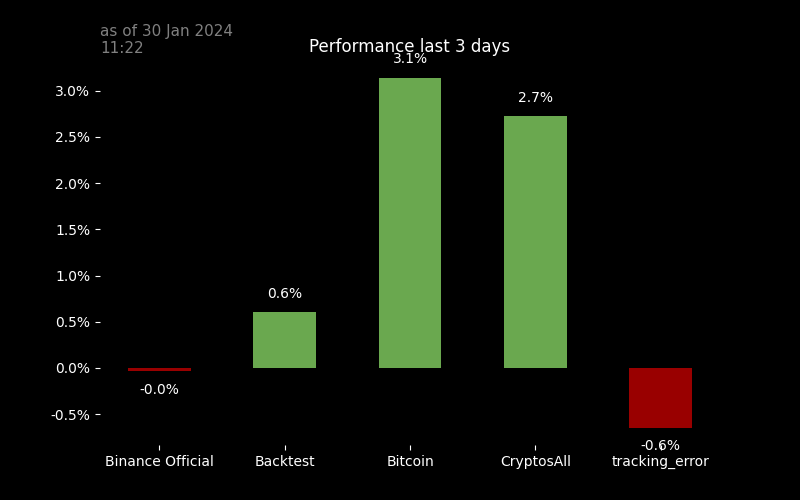 as of 30 Jan 2024
11:22
Performance last 3 days
3.1%
3.0%
2.7%
2.5%
2.0%
1.5%
1.0%
0.6%
0.5%
0.0%
-0.0%
-0.5%
-0.6%
Binance Official
Backtest
Bitcoin
CryptosAll
tracking_error